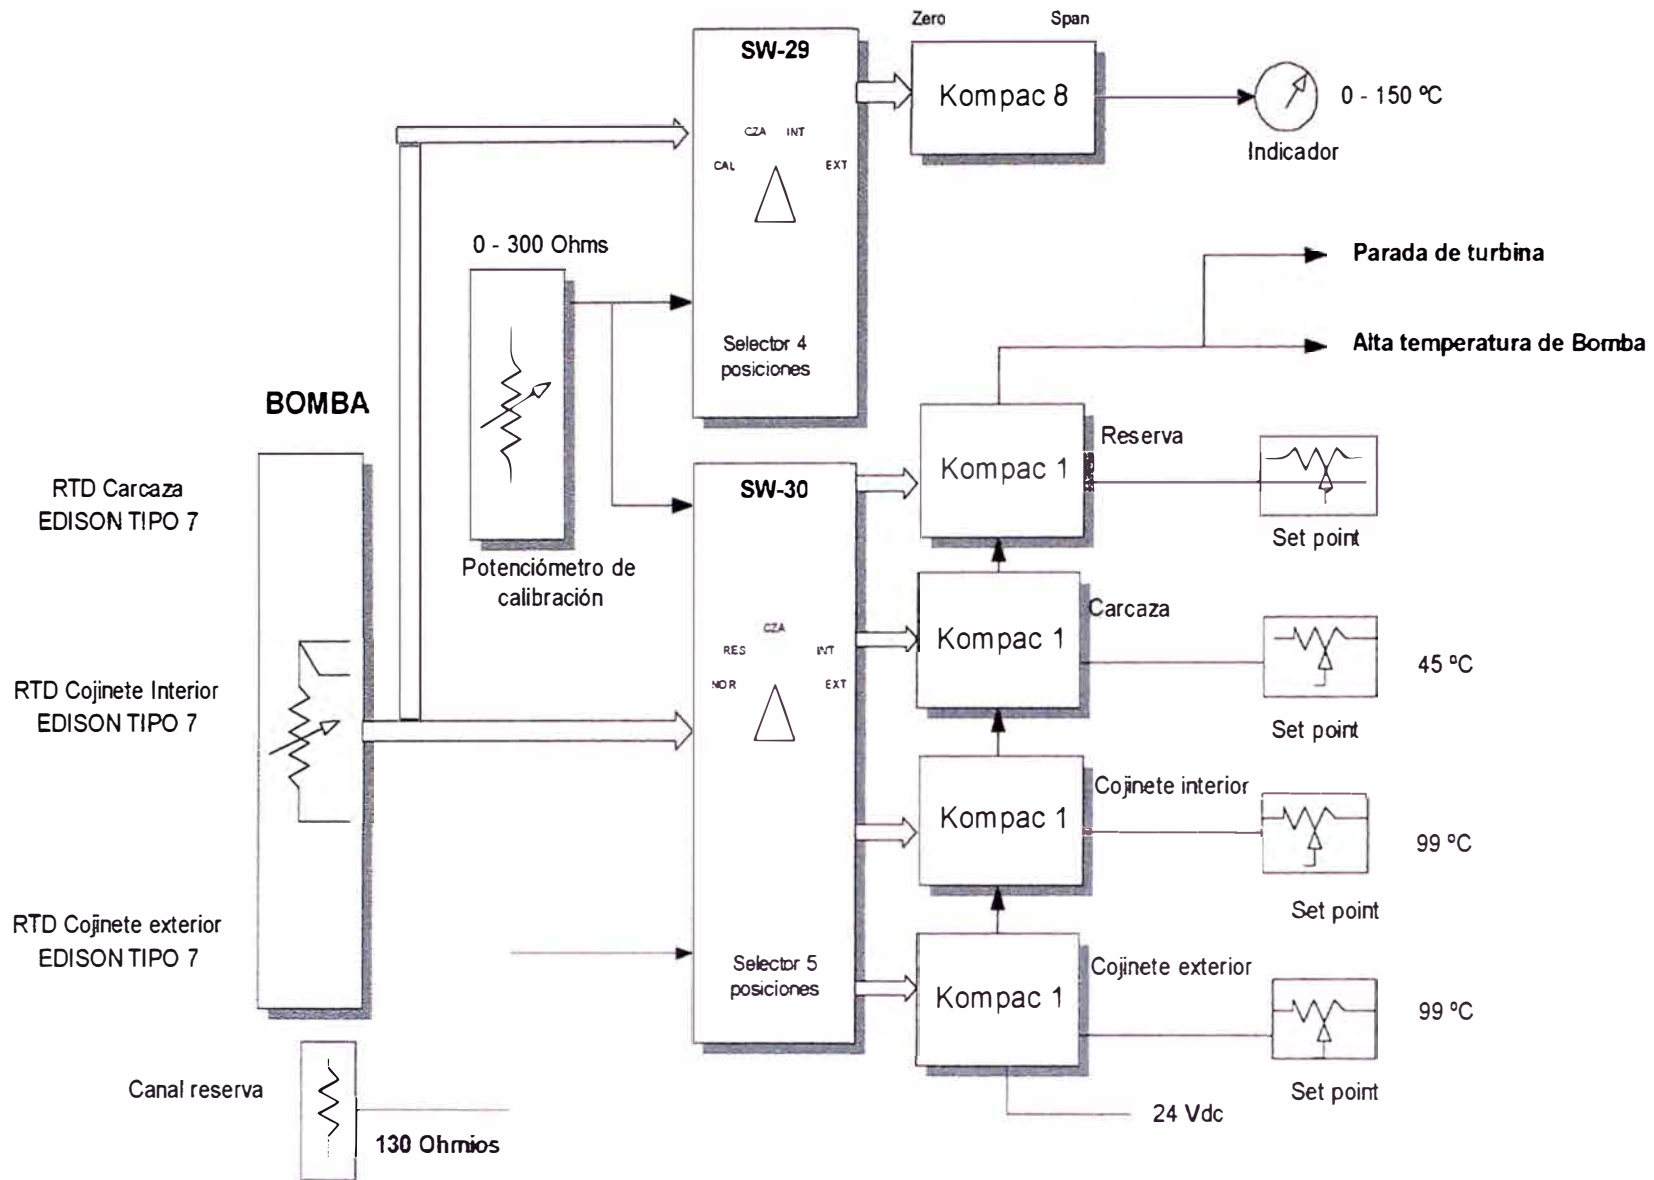 Zero
Span
SW-29
Kompac 8
0 - 150 ºC
Indicador
CZA
INT
CAL
EXT
0 - 300 Ohms
Selector 4
posiciones
Parada de turbina
Alta temperatura de Bomba
BOMBA
RTD Carcaza
EDISON TIPO 7
Potenciómetro de
calibración
SW-30
Kompac 1
Reserva
Set point
CZA
RES
INT
NOR
EXT
Kompac 1
Carcaza
45 ºC
Set point
RTD Cojinete Interior
EDISON TIPO 7
Kompac 1
Cojinete interior
99 ºC
Set point
RTD Cojinete exterior
EDISON TIPO 7
Selector 5
posiciones
Kompac 1
Cojinete exterior
99 ºC
Set point
Canal reserva
130 Ohmios
24 Vdc